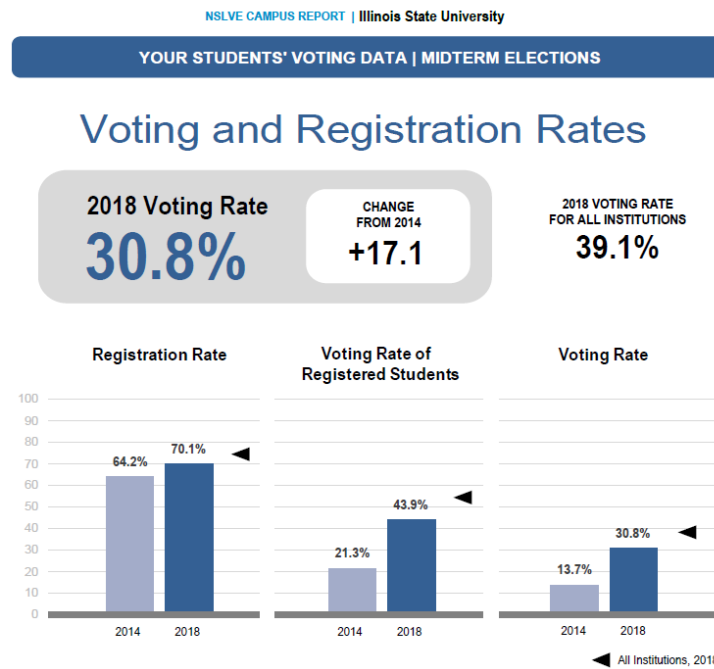 NSLVE CAMPUS REPORT | Illinois State University
YOUR STUDENTS' VOTING DATA | MIDTERM ELECTIONS
Voting and Registration Rates
2018 Voting Rate
30.8%
CHANGE
FROM 2014
+17.1
2018 VOTING RATE
FOR ALL INSTITUTIONS
39.1%
Registration Rate
100
90
80
70
60
50
40
30
20
10
0
64.2%
70.1%
2014 2018
Voting Rate of
Registered Students
21.3%
43.9%
2014 2018
Voting Rate
13.7%
30.8%
2014 2018
All Institutions, 2018